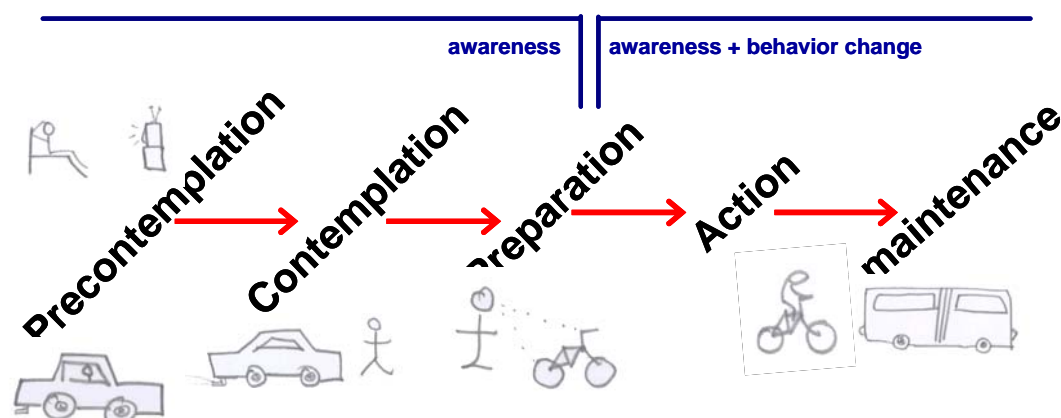 awareness
awareness + behavior change
Precontemplation
Contemplation
Preparation
Action
maintenance